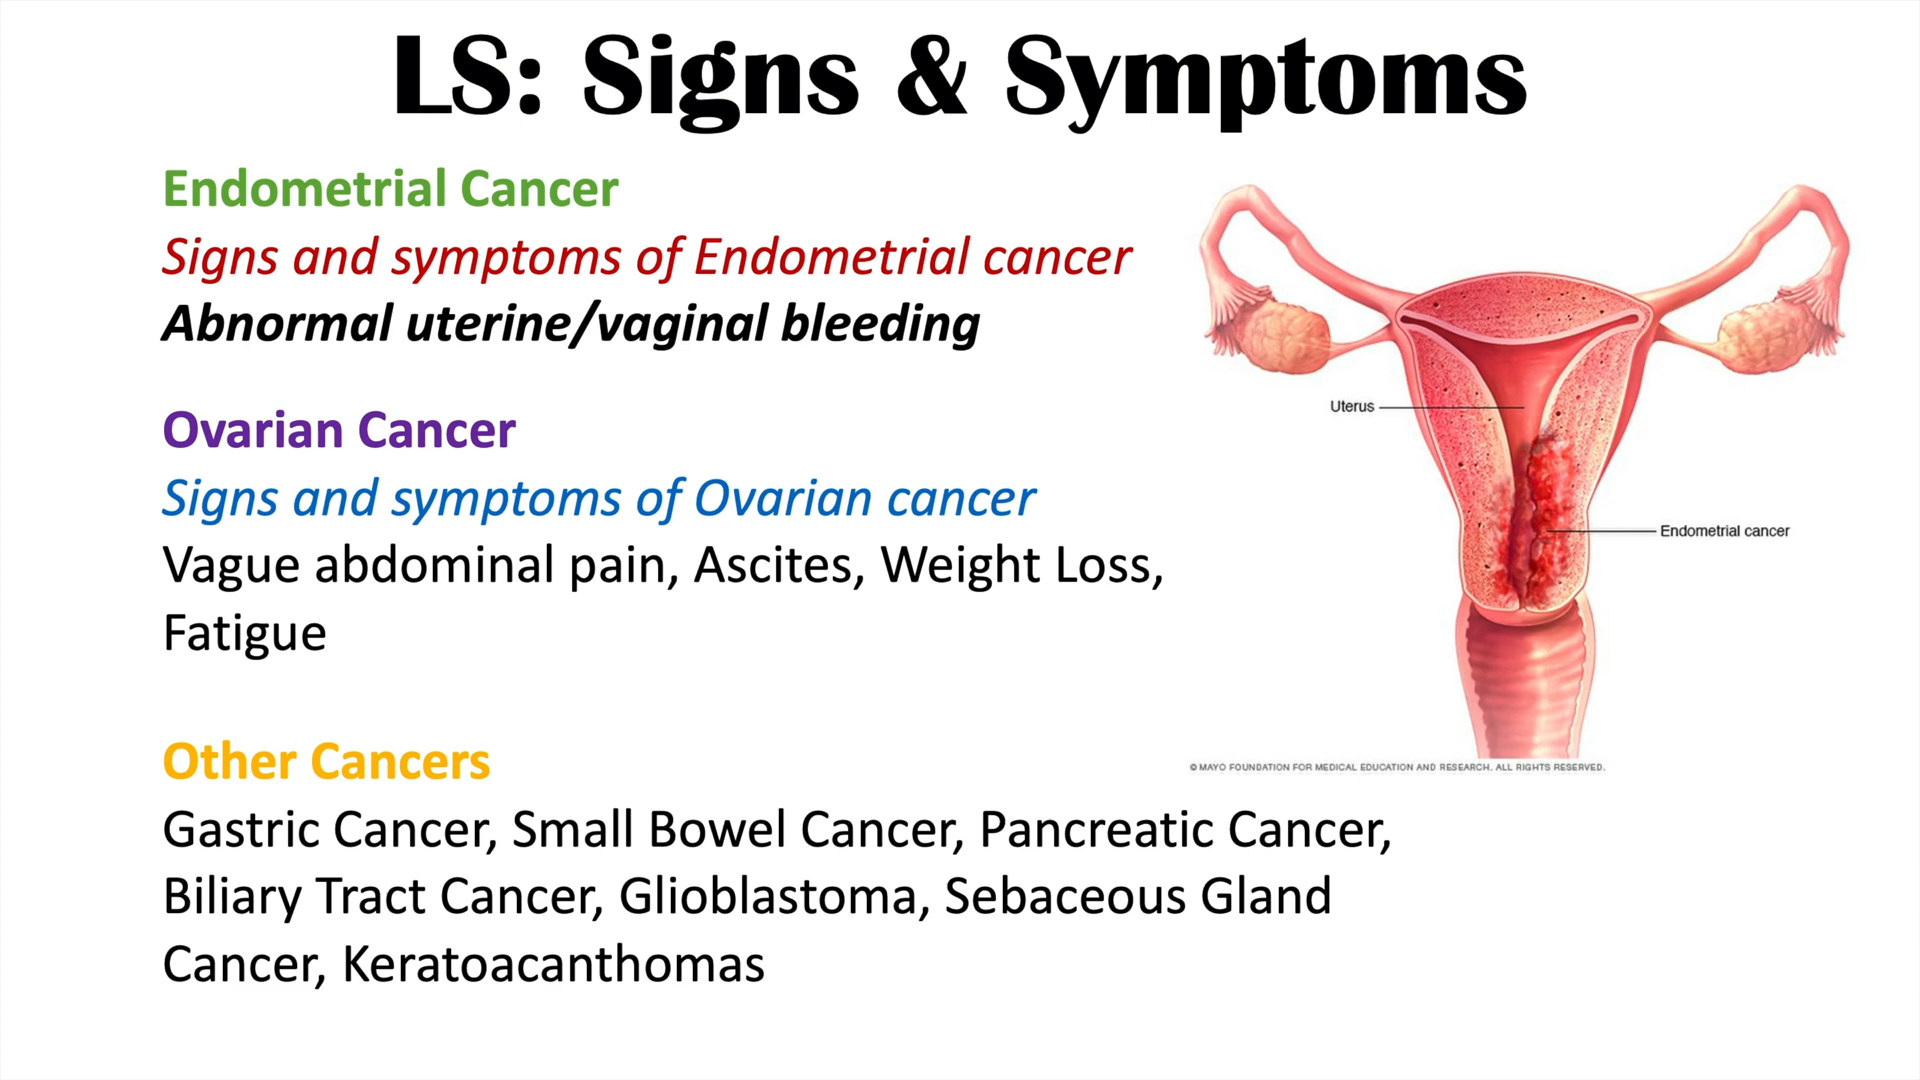 LS: Signs & Symptoms
Endometrial Cancer
Signs and symptoms of Endometrial cancer
Abnormal uterine/vaginal bleeding
Ovarian Cancer
Signs and symptoms of Ovarian cancer
Vague abdominal pain, Ascites, Weight Loss,
Fatigue
Other Cancers
Gastric Cancer, Small Bowel Cancer, Pancreatic Cancer,
Biliary Tract Cancer, Glioblastoma, Sebaceous Gland
Cancer, Keratoacanthomas
Uterus
Endometrial cancer
© MAYO FOUNDATION FOR MEDICAL EDUCATION AND RESEARCH. ALL RIGHTS RESERVED.